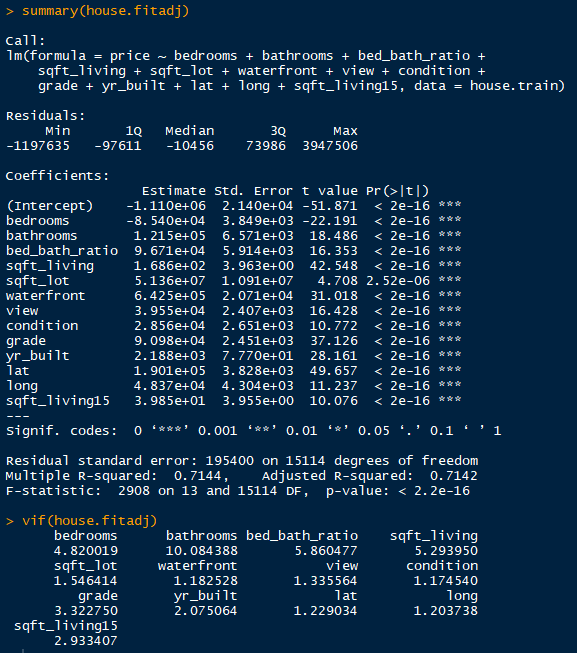 > summary(house.fitadj)
Call:
lm(formula = price ~ bedrooms + bathrooms + bed_bath_ratio +
    sqft_living + sqft_lot + waterfront + view + condition +
    grade + yr_built + lat + long + sqft_living15, data = house.train)
Residuals:
     Min       1Q   Median       3Q      Max
-1197635   -97611   -10456    73986  3947506
Coefficients:
                 Estimate Std. Error t value Pr(>|t|)
(Intercept)    -1.110e+06  2.140e+04 -51.871  < 2e-16 ***
bedrooms       -8.540e+04  3.849e+03 -22.191  < 2e-16 ***
bathrooms       1.215e+05  6.571e+03  18.486  < 2e-16 ***
bed_bath_ratio  9.671e+04  5.914e+03  16.353  < 2e-16 ***
sqft_living     1.686e+02  3.963e+00  42.548  < 2e-16 ***
sqft_lot        5.136e+07  1.091e+07   4.708 2.52e-06 ***
waterfront      6.425e+05  2.071e+04  31.018  < 2e-16 ***
view            3.955e+04  2.407e+03  16.428  < 2e-16 ***
condition       2.856e+04  2.651e+03  10.772  < 2e-16 ***
grade           9.098e+04  2.451e+03  37.126  < 2e-16 ***
yr_built        2.188e+03  7.770e+01  28.161  < 2e-16 ***
lat             1.901e+05  3.828e+03  49.657  < 2e-16 ***
long            4.837e+04  4.304e+03  11.237  < 2e-16 ***
sqft_living15   3.985e+01  3.955e+00  10.076  < 2e-16 ***
---
Signif. codes:  0 ‘***’ 0.001 ‘**’ 0.01 ‘*’ 0.05 ‘.’ 0.1 ‘ ’ 1
Residual standard error: 195400 on 15114 degrees of freedom
Multiple R-squared:  0.7144,    Adjusted R-squared:  0.7142
F-statistic:  2908 on 13 and 15114 DF,  p-value: < 2.2e-16
> vif(house.fitadj)
      bedrooms      bathrooms bed_bath_ratio    sqft_living
      4.820019      10.084388       5.860477       5.293950
      sqft_lot     waterfront           view      condition
      1.546414       1.182528       1.335564       1.174540
         grade       yr_built            lat           long
      3.322750       2.075064       1.229034       1.203738
 sqft_living15
      2.933407